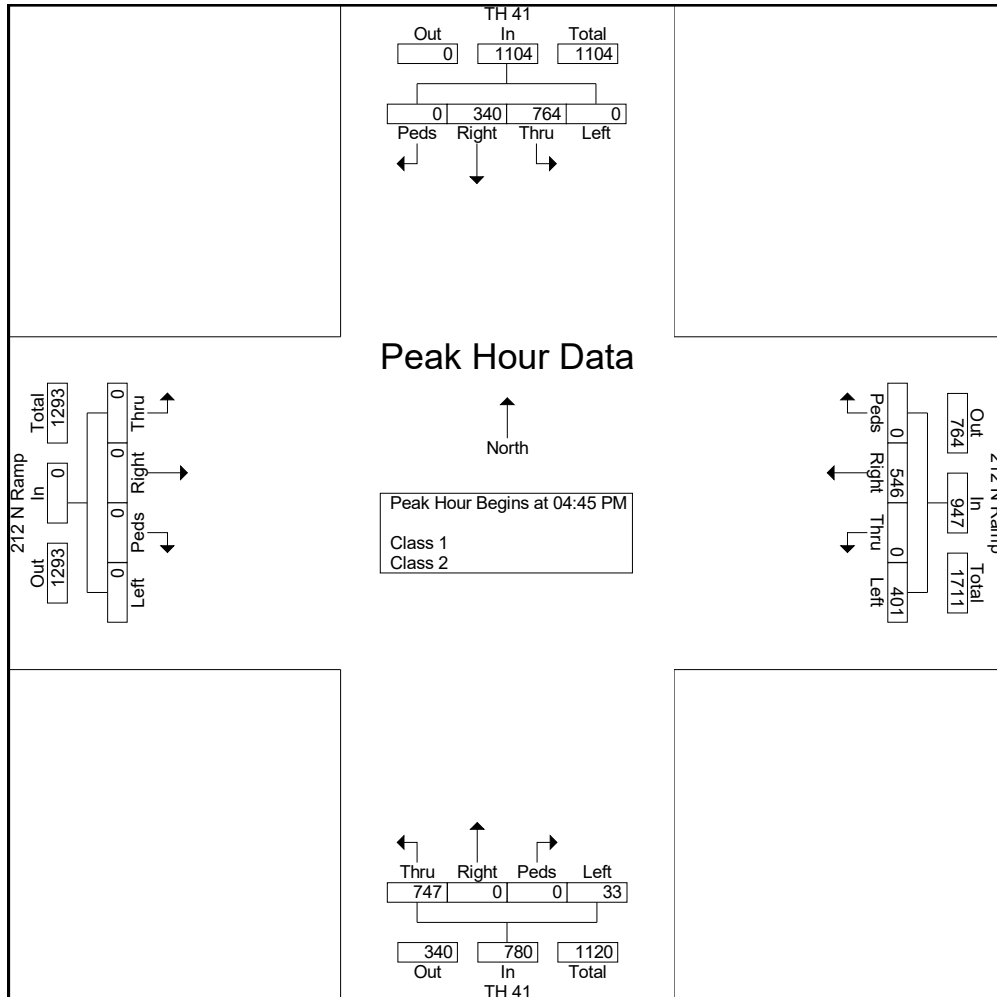 TH 41
Out In Total
0 1104 1104
0 340 764 0
Peds Right Thru Left
Peak Hour Data
North
Peak Hour Begins at 04:45 PM
Class 1
Class 2
212 N Ramp
Out In Total
1293 0 1293
Left Peds Right Thru
0 0 0 0
212 N Ramp
Out In Total
764 947 1711
0 546 0 401
Peds Right Thru Left
Thru Right Peds Left
747 0 0 33
340 780 1120
Out In Total
TH 41